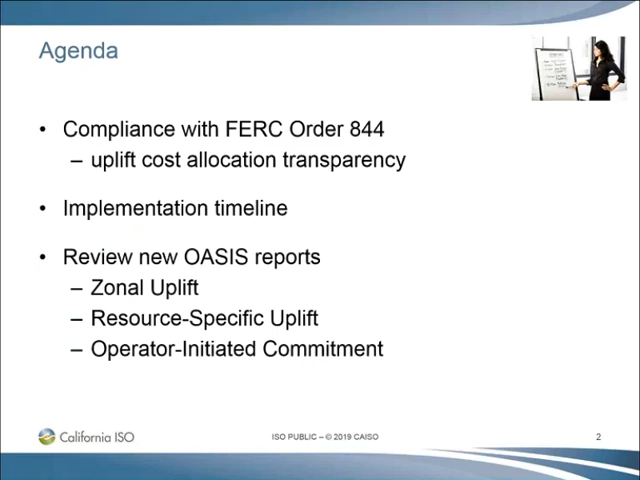 Agenda
• Compliance with FERC Order 844
– uplift cost allocation transparency
• Implementation timeline
• Review new OASIS reports
– Zonal Uplift
– Resource-Specific Uplift
– Operator-Initiated Commitment
California ISO
ISO PUBLIC – © 2019 CAISO
2